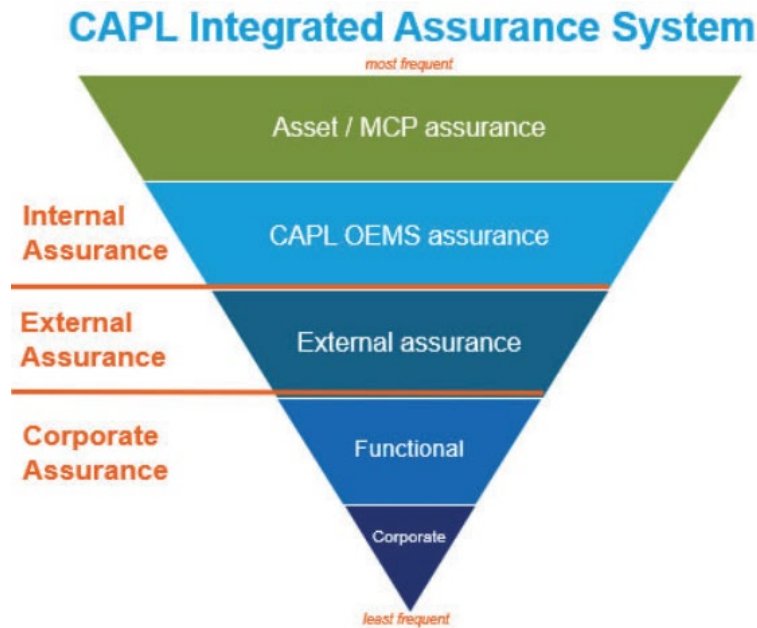 CAPL Integrated Assurance System
most frequent
Asset / MCP assurance
Internal
Assurance
CAPL OEMS assurance
External
Assurance
External assurance
Corporate
Assurance
Functional
Corporate
least frequent